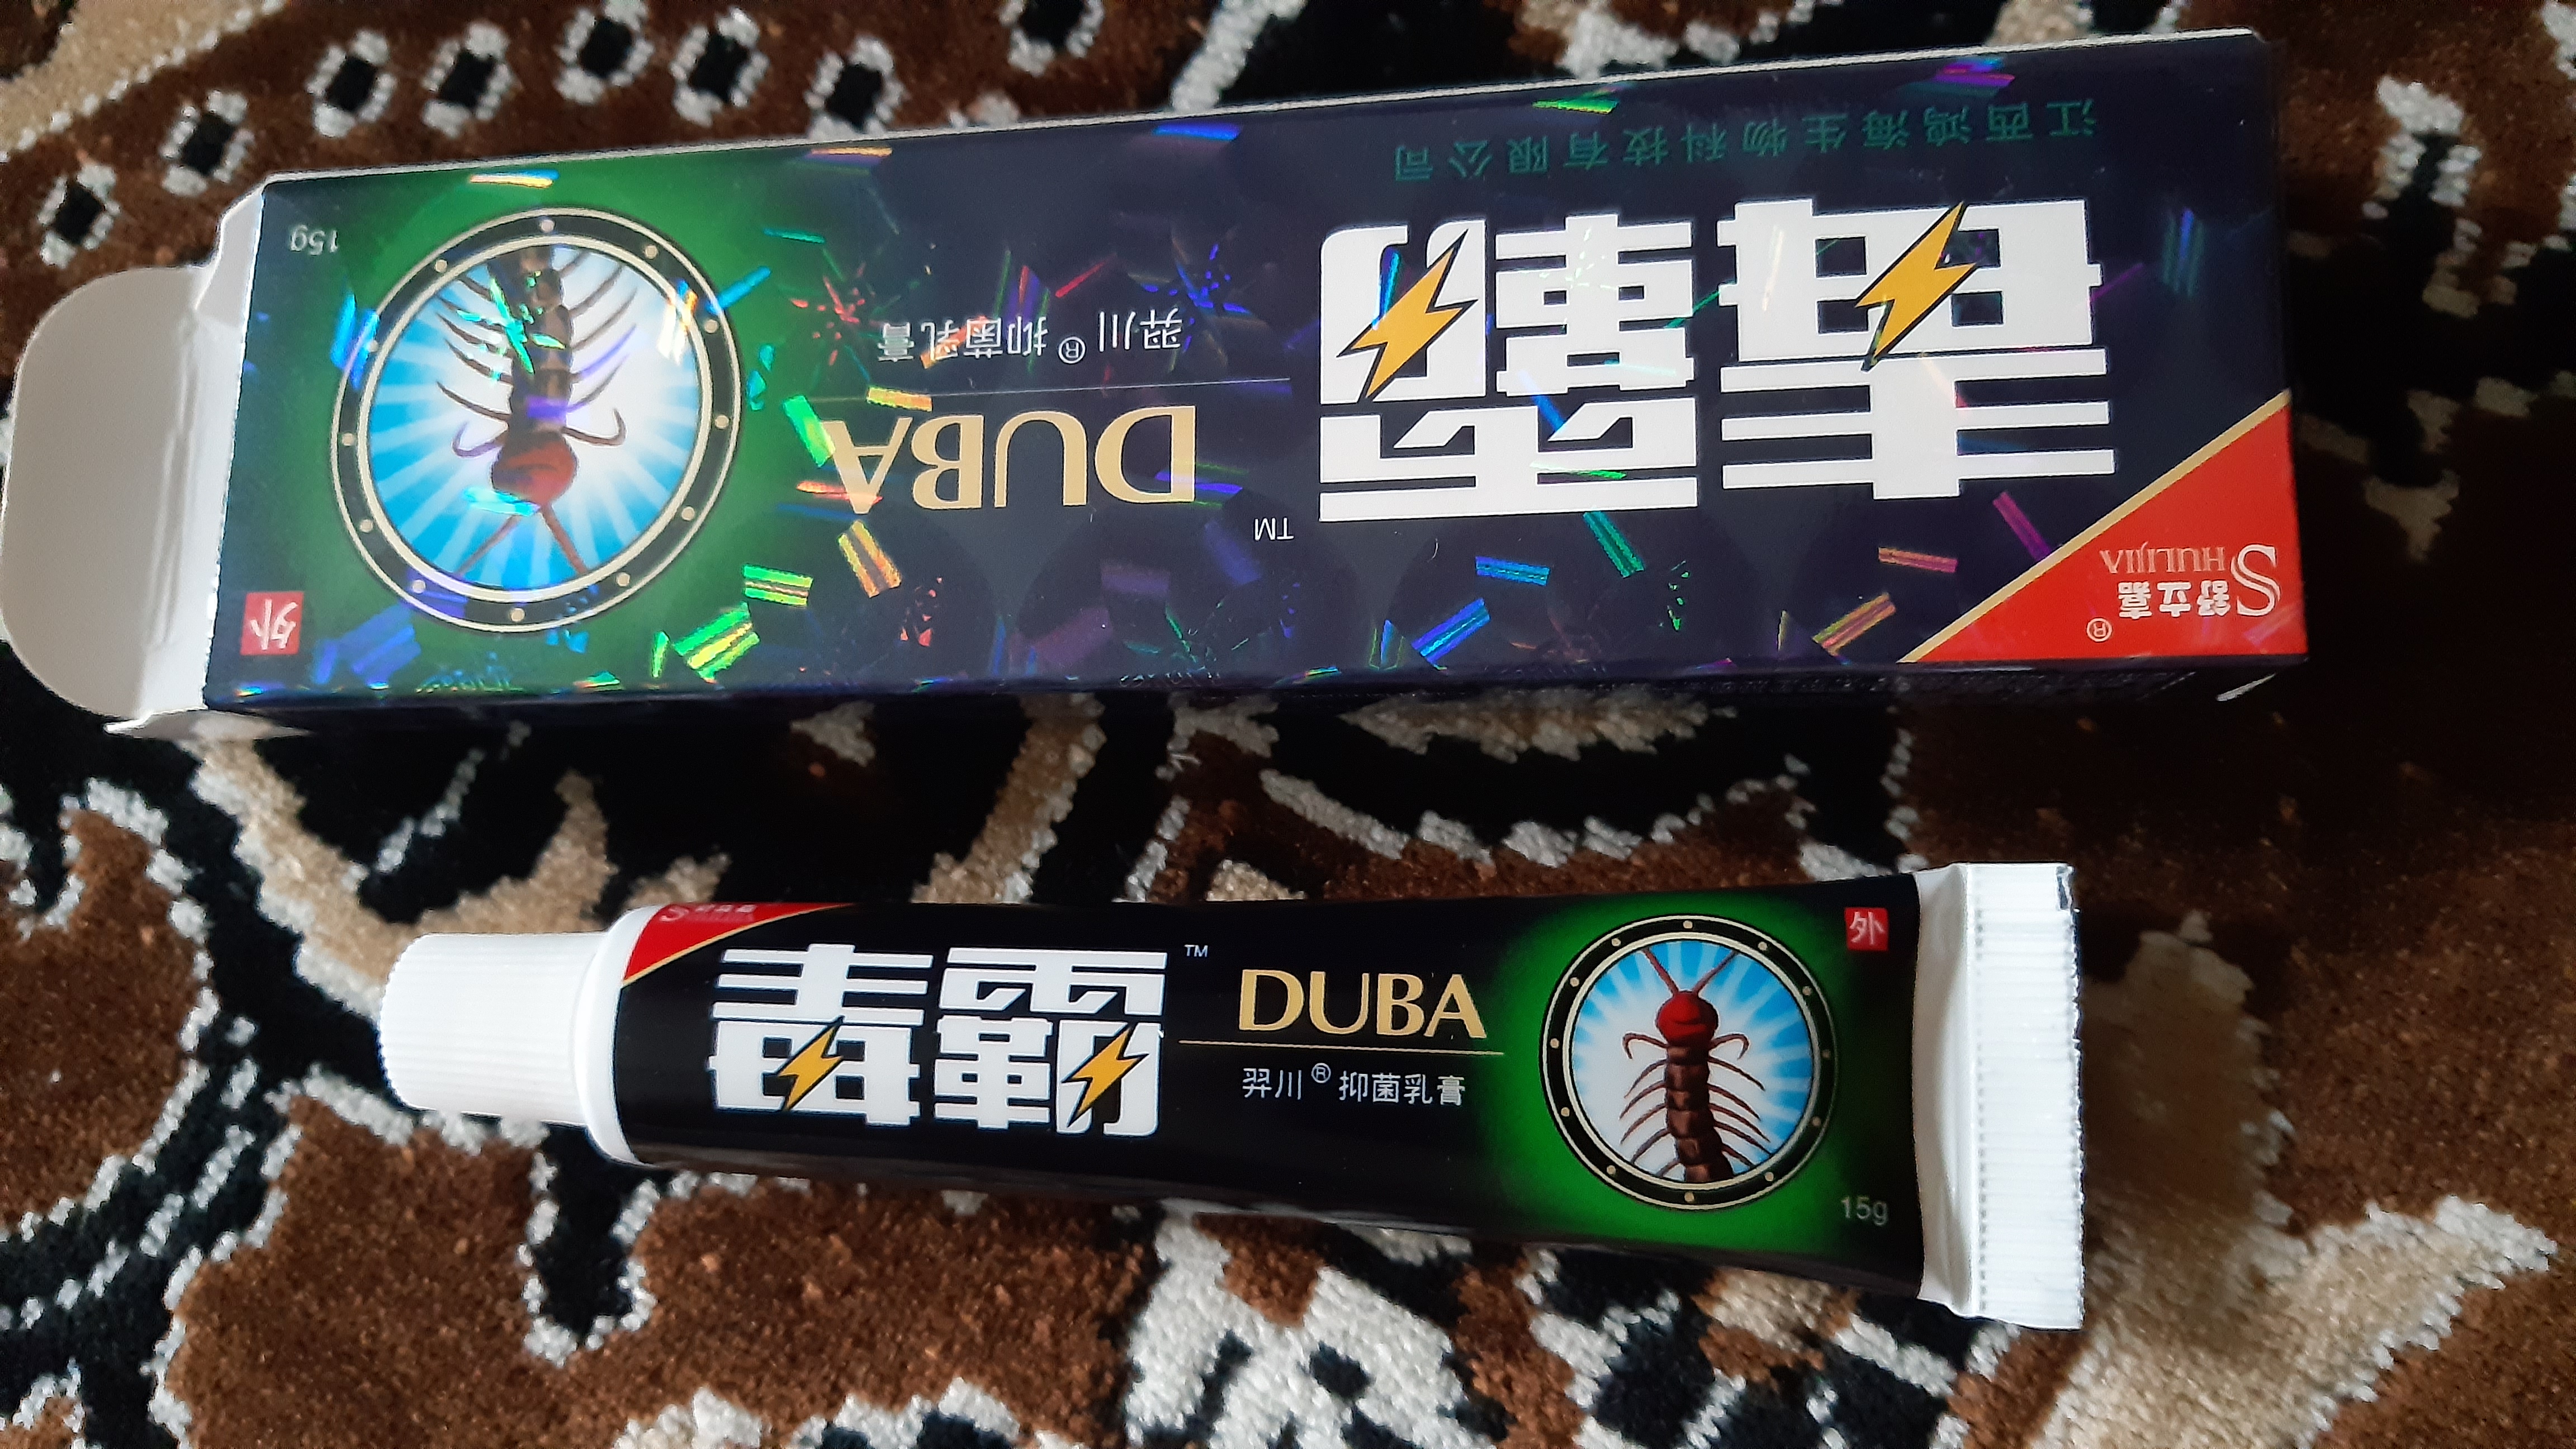 江西鸿海生物科技有限公司
毒霸
TM
DUBA
羿川® 抑菌乳膏
舒立嘉®
SHULIJIA
15g
外
毒霸
TM
DUBA
羿川® 抑菌乳膏
外
15g